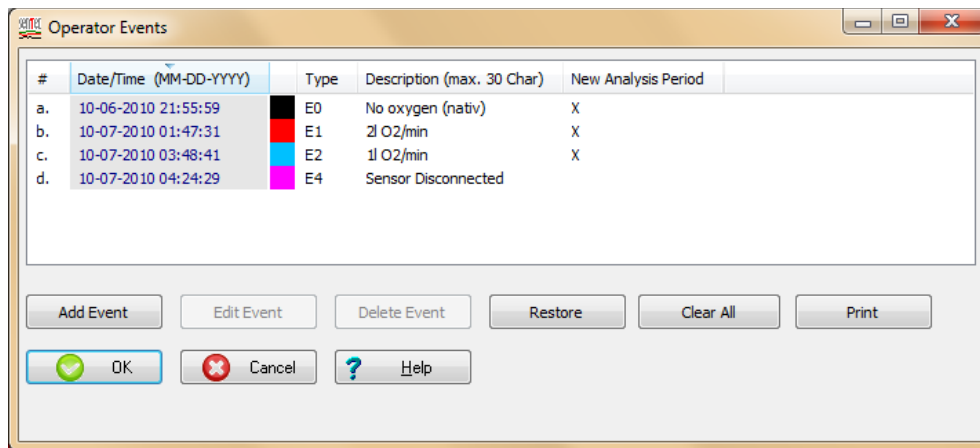 Operator Events
# Date/Time (MM-DD-YYYY) Type Description (max. 30 Char) New Analysis Period
a. 10-06-2010 21:55:59 E0 No oxygen (nativ) X
b. 10-07-2010 01:47:31 E1 2l O2/min X
c. 10-07-2010 03:48:41 E2 1l O2/min X
d. 10-07-2010 04:24:29 E4 Sensor Disconnected
Add Event Edit Event Delete Event Restore Clear All Print
OK Cancel ? Help